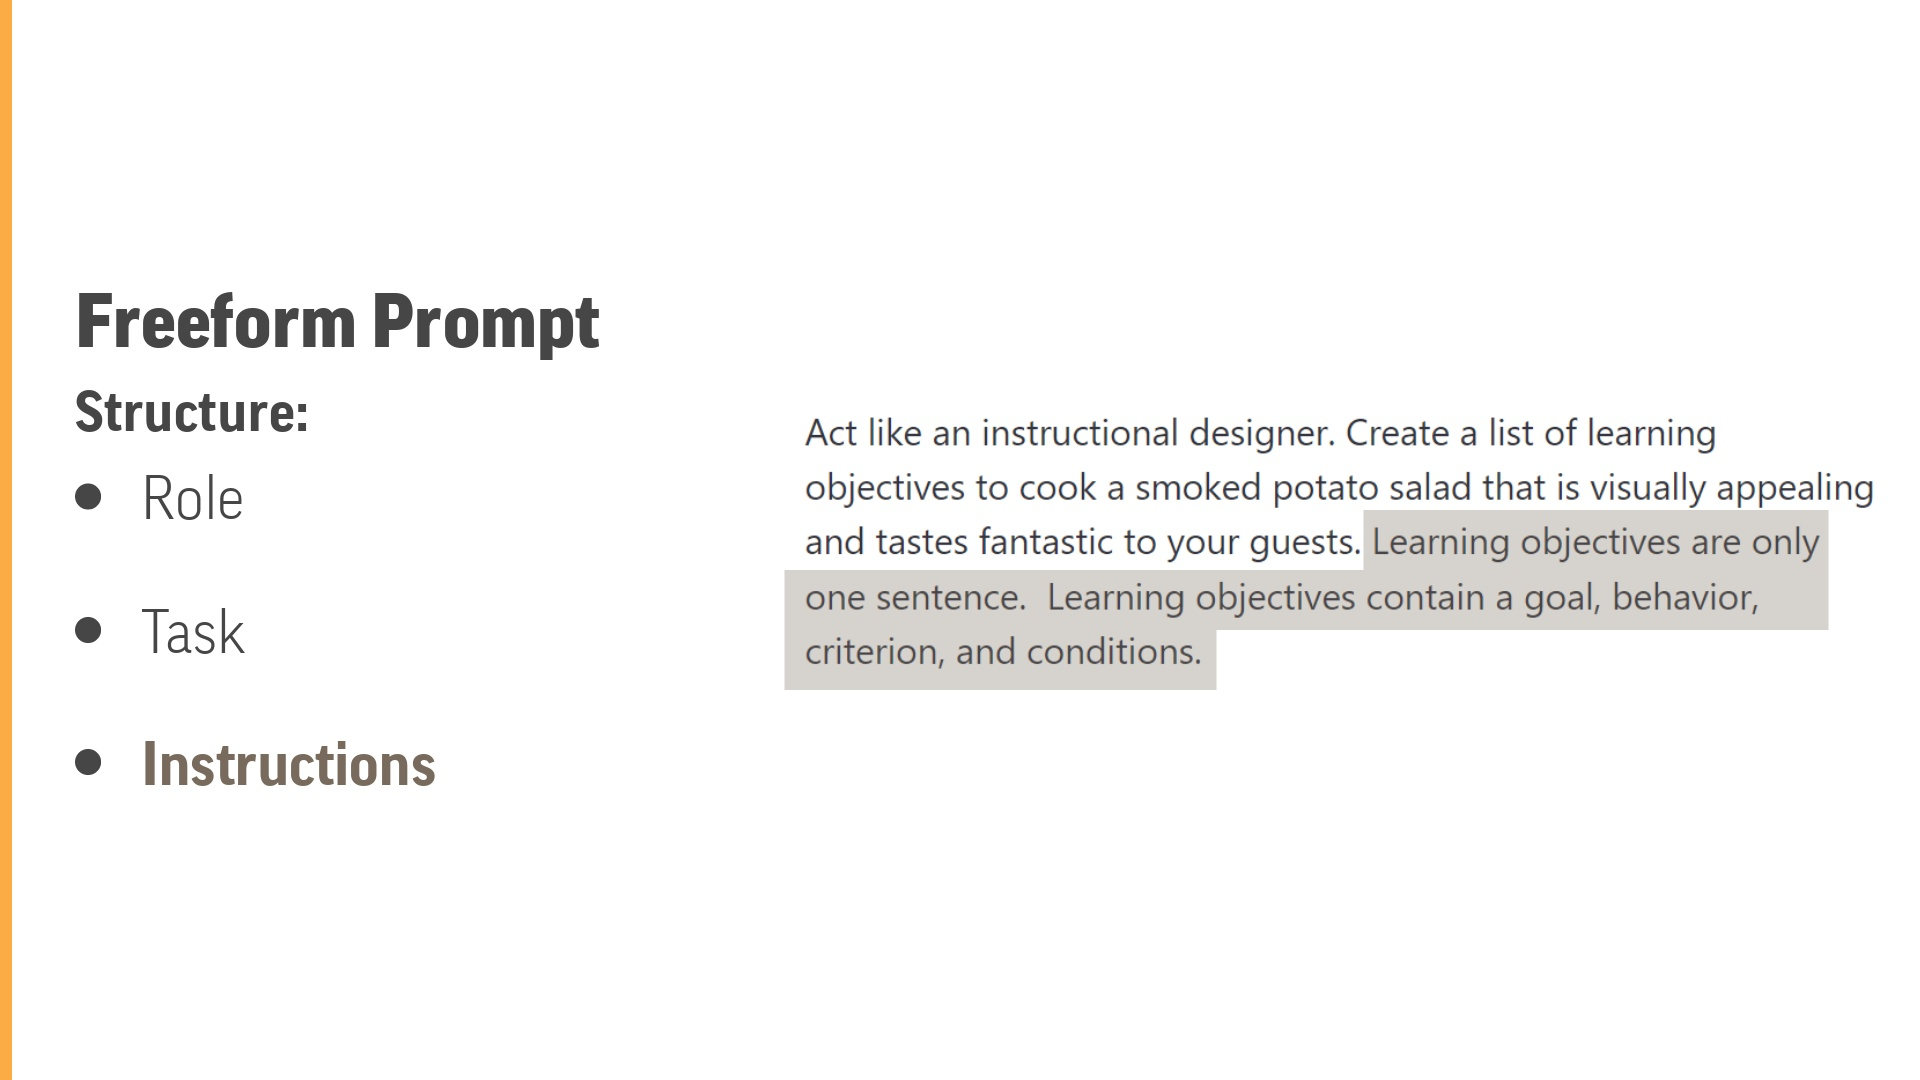 Freeform Prompt
Structure:
• Role
• Task
• Instructions
Act like an instructional designer. Create a list of learning
objectives to cook a smoked potato salad that is visually appealing
and tastes fantastic to your guests. Learning objectives are only
one sentence.  Learning objectives contain a goal, behavior,
criterion, and conditions.